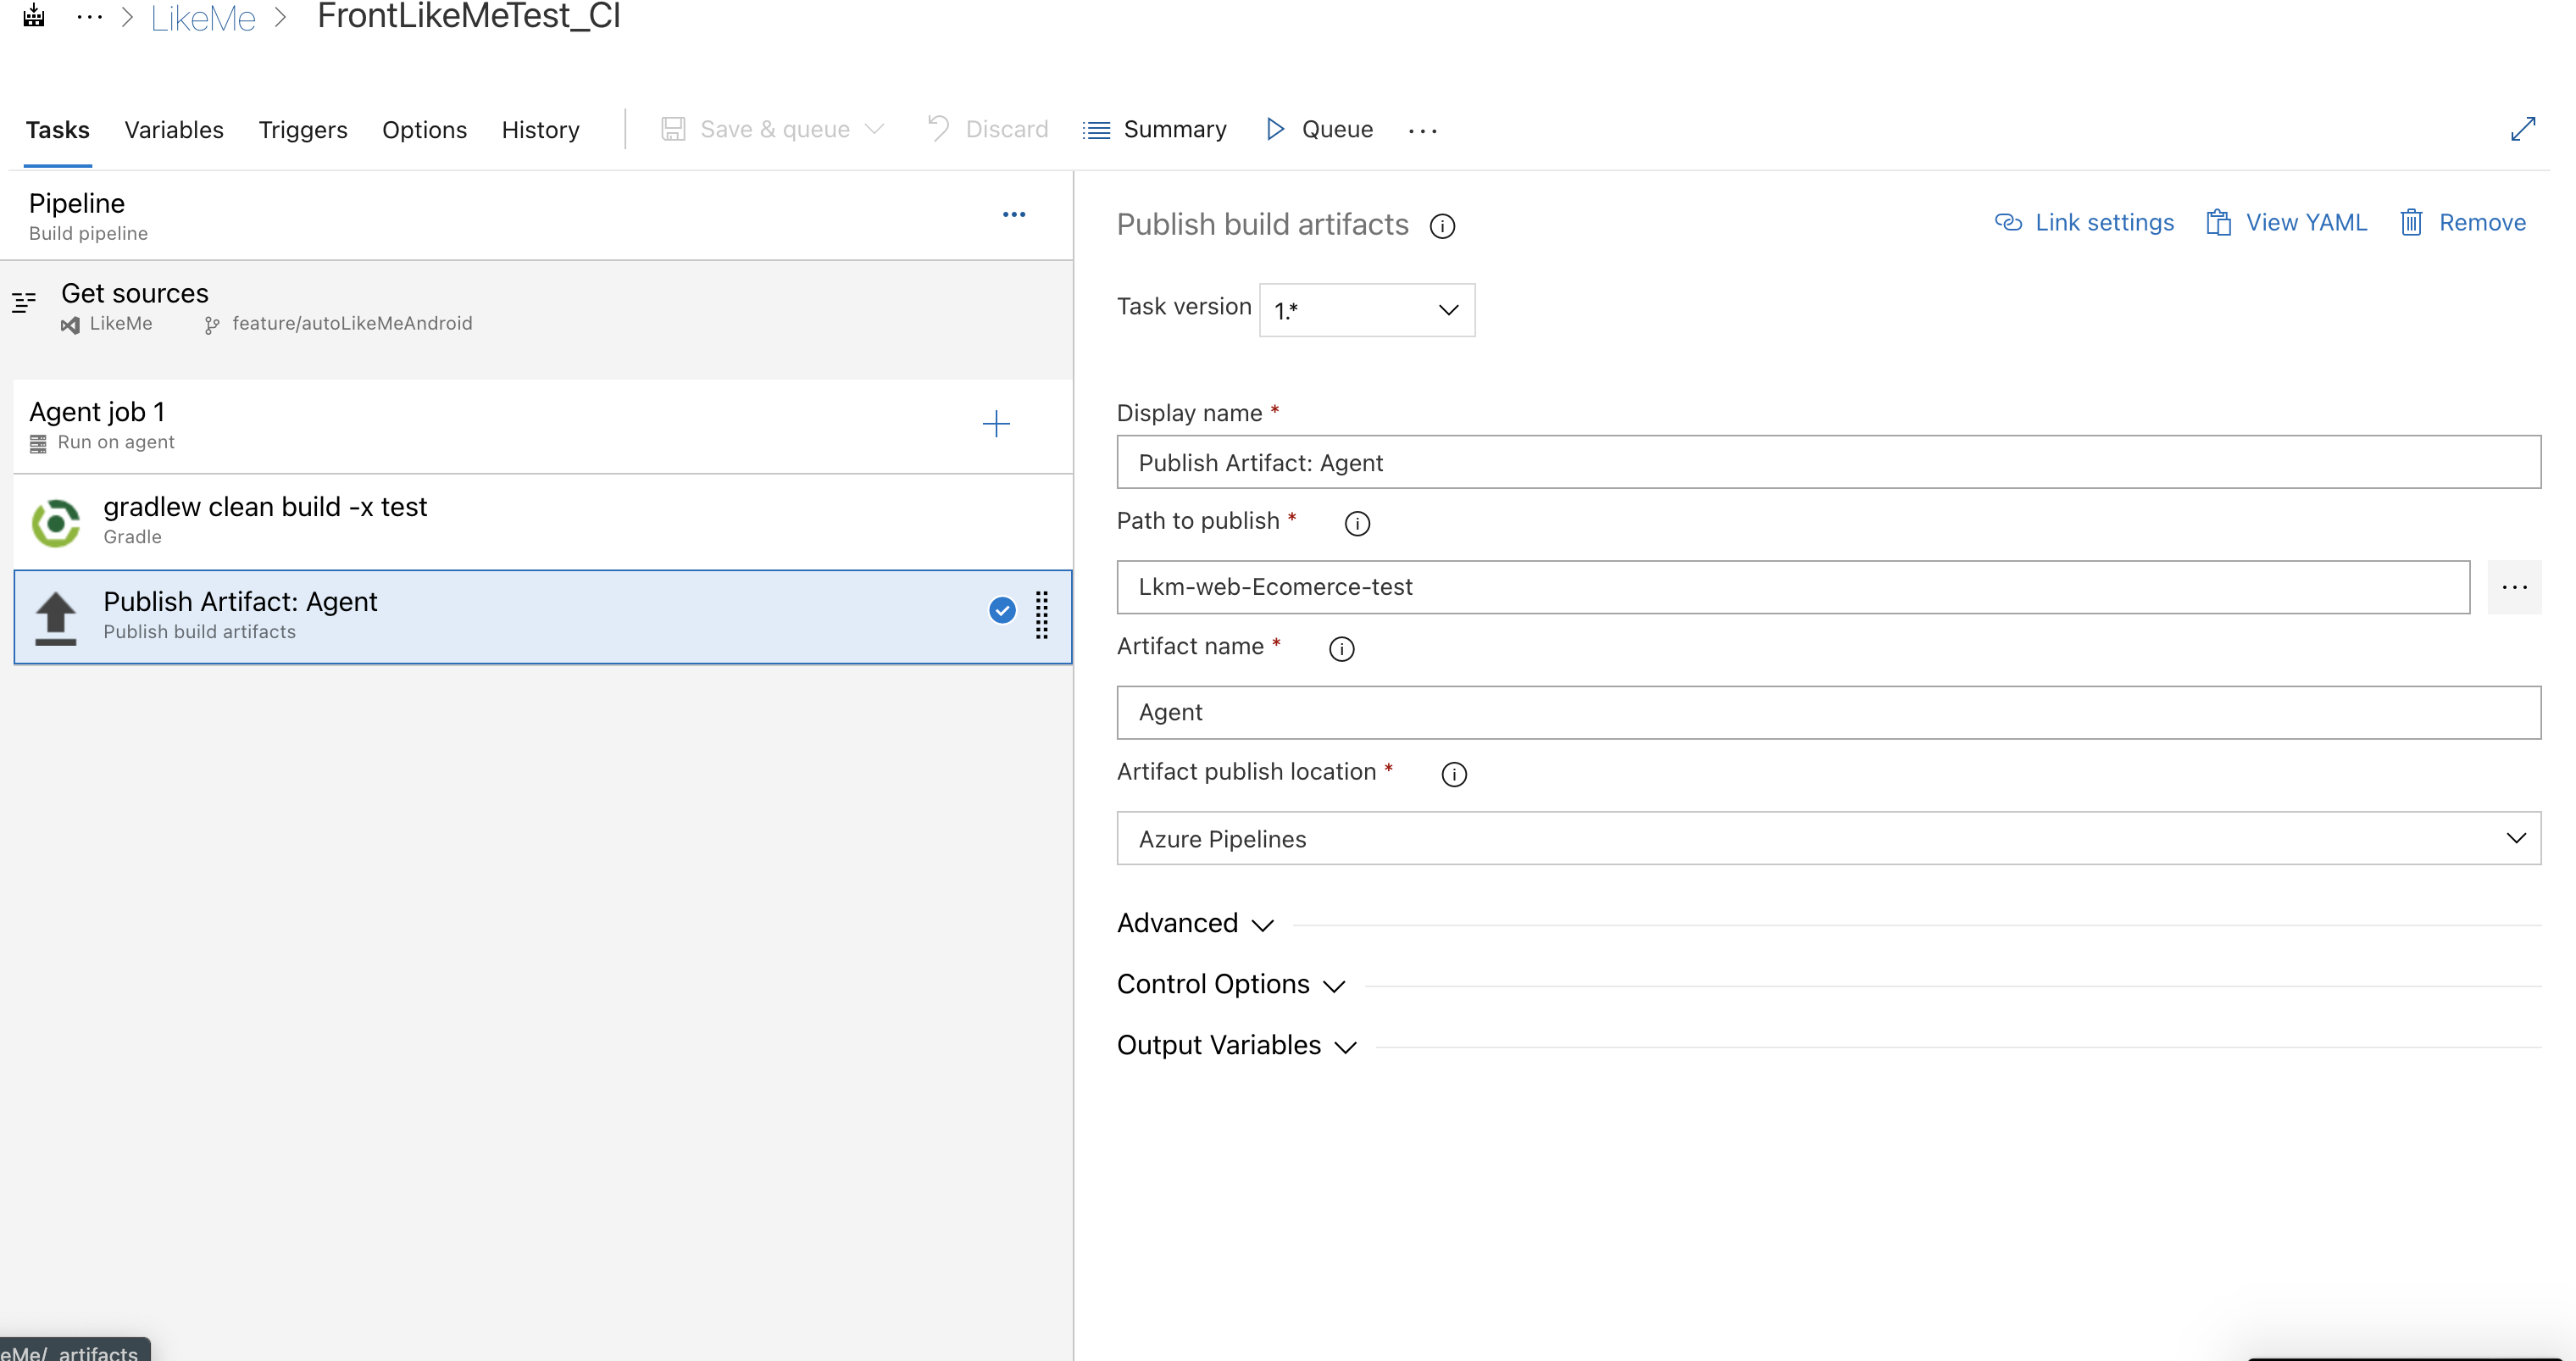 LikeMe FrontLikeMeTest_CI
Tasks Variables Triggers Options History Save & queue Discard Summary Queue
Pipeline
Build pipeline
Get sources
LikeMe feature/autoLikeMeAndroid
Agent job 1
Run on agent
gradlew clean build -x test
Gradle
Publish Artifact: Agent
Publish build artifacts
Publish build artifacts Link settings View YAML Remove
Task version 1.*
Display name *
Publish Artifact: Agent
Path to publish *
Lkm-web-Ecomerce-test
Artifact name *
Agent
Artifact publish location *
Azure Pipelines
Advanced
Control Options
Output Variables
eMe/_artifacts